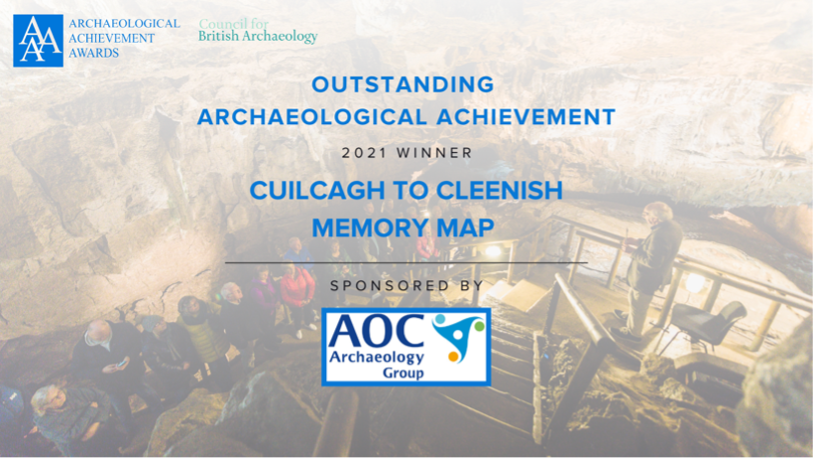 AAA
ARCHAEOLOGICAL
ACHIEVEMENT
AWARDS
Council for
British Archaeology
OUTSTANDING
ARCHAEOLOGICAL ACHIEVEMENT
2021 WINNER
CUILCAGH TO CLEENISH
MEMORY MAP
SPONSORED BY
AOC
Archaeology
Group